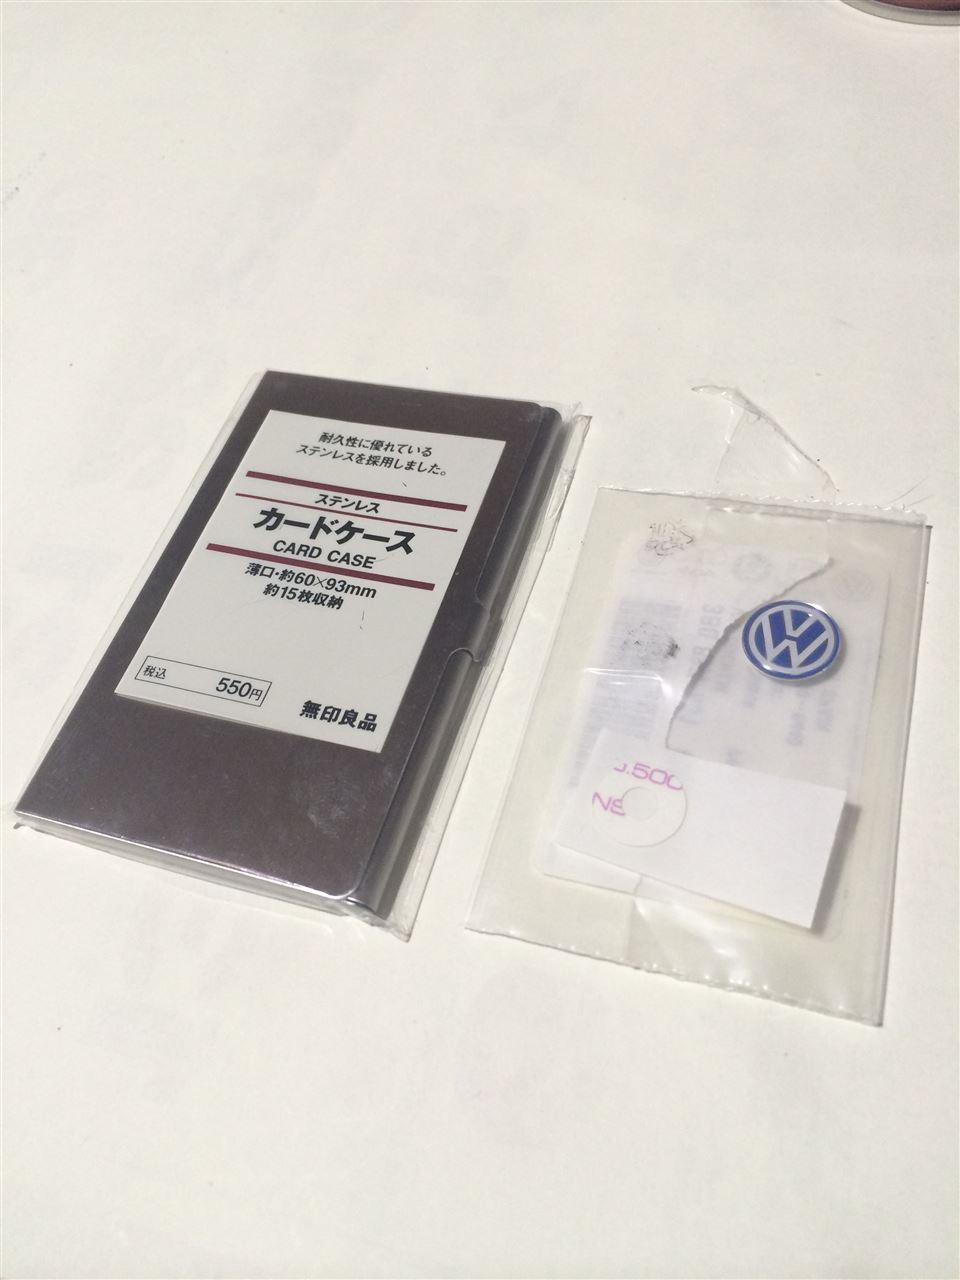 耐久性に優れている
ステンレスを採用しました。
ステンレス
カードケース
CARD CASE
薄口・約60×93mm
約15枚収納
税込 550円
無印良品
VW